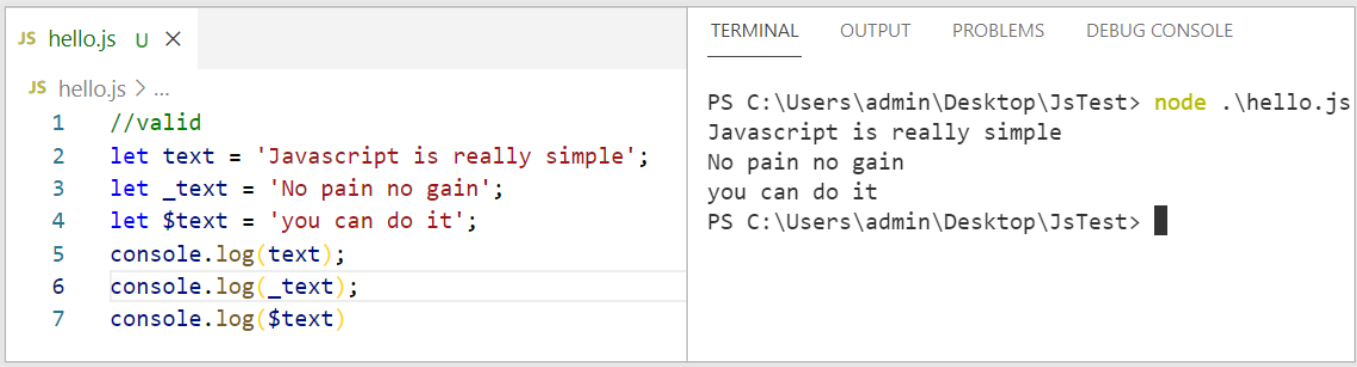 JS hello.js U ×
JS hello.js > ...
1 //valid
2 let text = 'Javascript is really simple';
3 let _text = 'No pain no gain';
4 let $text = 'you can do it';
5 console.log(text);
6 console.log(_text);
7 console.log($text)
TERMINAL OUTPUT PROBLEMS DEBUG CONSOLE
PS C:\Users\admin\Desktop\JsTest> node .\hello.js
Javascript is really simple
No pain no gain
you can do it
PS C:\Users\admin\Desktop\JsTest>